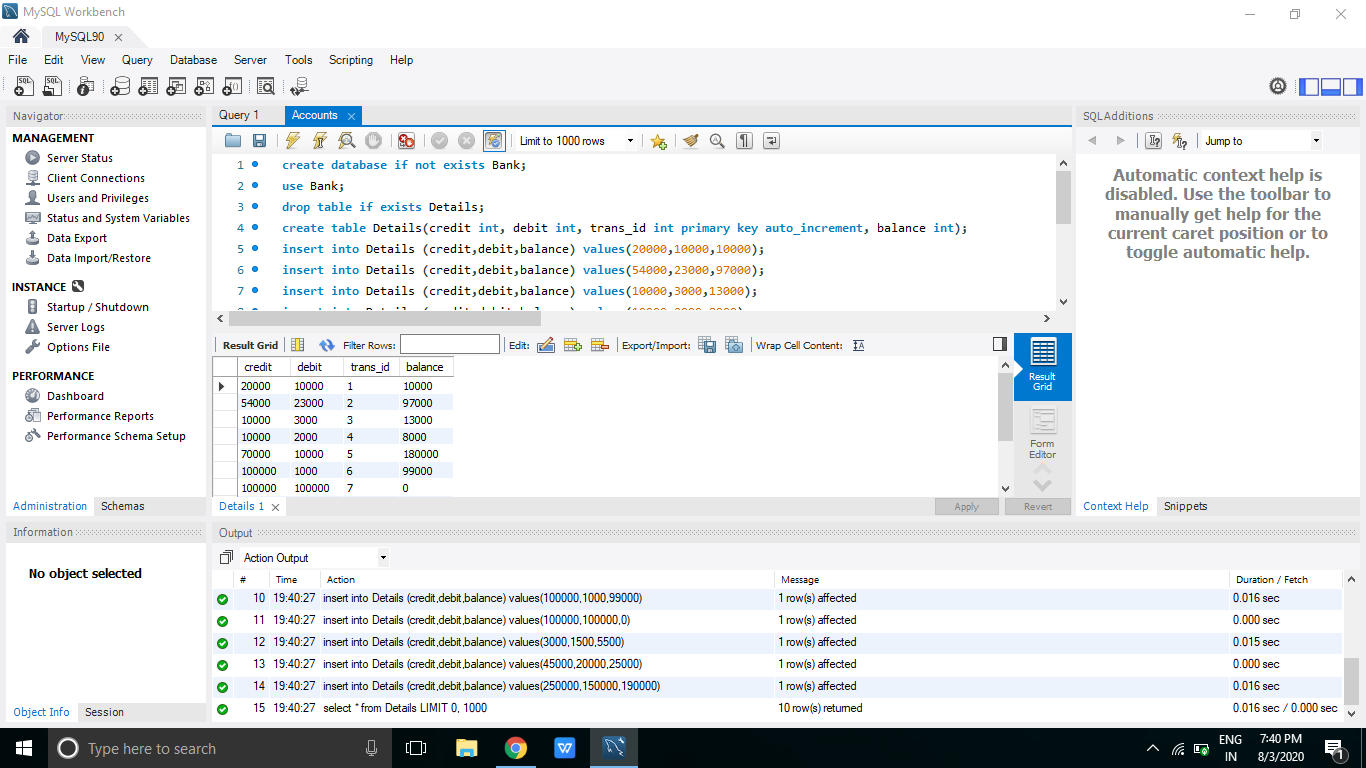 MySQL Workbench
MySQL90
File Edit View Query Database Server Tools Scripting Help
Navigator
MANAGEMENT
Server Status
Client Connections
Users and Privileges
Status and System Variables
Data Export
Data Import/Restore
INSTANCE
Startup / Shutdown
Server Logs
Options File
PERFORMANCE
Dashboard
Performance Reports
Performance Schema Setup
Administration Schemas
Information
No object selected
Object Info Session
Query 1 Accounts
Limit to 1000 rows
1 create database if not exists Bank;
2 use Bank;
3 drop table if exists Details;
4 create table Details(credit int, debit int, trans_id int primary key auto_increment, balance int);
5 insert into Details (credit,debit,balance) values(20000,10000,10000);
6 insert into Details (credit,debit,balance) values(54000,23000,97000);
7 insert into Details (credit,debit,balance) values(10000,3000,13000);
Result Grid Filter Rows: Edit: Export/Import: Wrap Cell Content:
credit debit trans_id balance
20000 10000 1 10000
54000 23000 2 97000
10000 3000 3 13000
10000 2000 4 8000
70000 10000 5 180000
100000 1000 6 99000
100000 100000 7 0
Result
Grid
Form
Editor
Details 1 Apply Revert
SQLAdditions
Jump to
Automatic context help is
disabled. Use the toolbar to
manually get help for the
current caret position or to
toggle automatic help.
Context Help Snippets
Output
Action Output
# Time Action Message Duration / Fetch
10 19:40:27 insert into Details (credit,debit,balance) values(100000,1000,99000) 1 row(s) affected 0.016 sec
11 19:40:27 insert into Details (credit,debit,balance) values(100000,100000,0) 1 row(s) affected 0.000 sec
12 19:40:27 insert into Details (credit,debit,balance) values(3000,1500,5500) 1 row(s) affected 0.015 sec
13 19:40:27 insert into Details (credit,debit,balance) values(45000,20000,25000) 1 row(s) affected 0.000 sec
14 19:40:27 insert into Details (credit,debit,balance) values(250000,150000,190000) 1 row(s) affected 0.016 sec
15 19:40:27 select * from Details LIMIT 0, 1000 10 row(s) returned 0.016 sec / 0.000 sec
Type here to search
ENG
IN
7:40 PM
8/3/2020
1